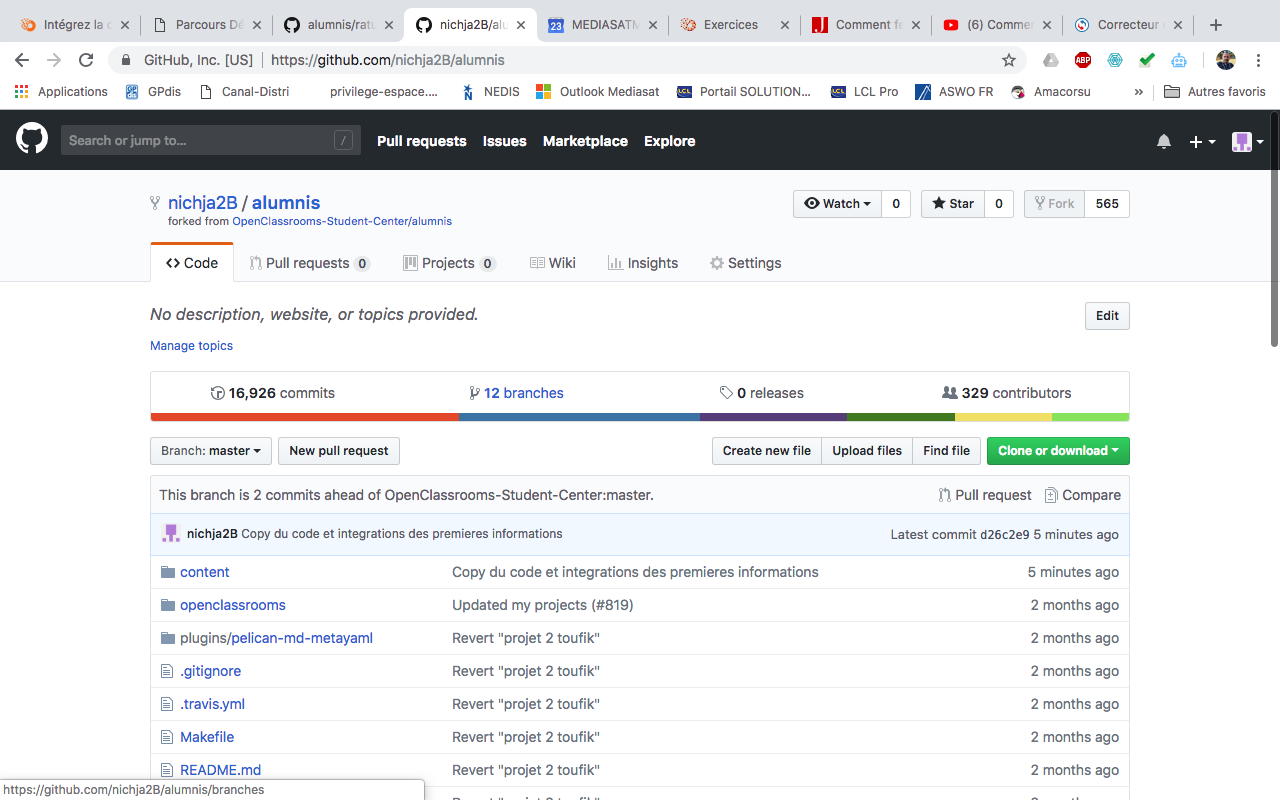 Intégrez la c
Parcours Dé
alumnis/ratu
nichja2B/alu
23 MEDIASATM
Exercices
Comment fe
(6) Commen
Correcteur
GitHub, Inc. [US] | https://github.com/nichja2B/alumnis
ABP
Applications GPdis Canal-Distri privilege-espace.... NEDIS Outlook Mediasat LCL Portail SOLUTION... LCL LCL Pro ASWO FR Amacorsu » Autres favoris
Search or jump to... / Pull requests Issues Marketplace Explore
nichja2B / alumnis
forked from OpenClassrooms-Student-Center/alumnis
Watch 0 Star 0 Fork 565
Code Pull requests 0 Projects 0 Wiki Insights Settings
No description, website, or topics provided.
Edit
Manage topics
16,926 commits 12 branches 0 releases 329 contributors
Branch: master New pull request Create new file Upload files Find file Clone or download
This branch is 2 commits ahead of OpenClassrooms-Student-Center:master. Pull request Compare
nichja2B Copy du code et integrations des premieres informations Latest commit d26c2e9 5 minutes ago
content Copy du code et integrations des premieres informations 5 minutes ago
openclassrooms Updated my projects (#819) 2 months ago
plugins/pelican-md-metayaml Revert "projet 2 toufik" 2 months ago
.gitignore Revert "projet 2 toufik" 2 months ago
.travis.yml Revert "projet 2 toufik" 2 months ago
Makefile Revert "projet 2 toufik" 2 months ago
README.md Revert "projet 2 toufik" 2 months ago
https://github.com/nichja2B/alumnis/branches